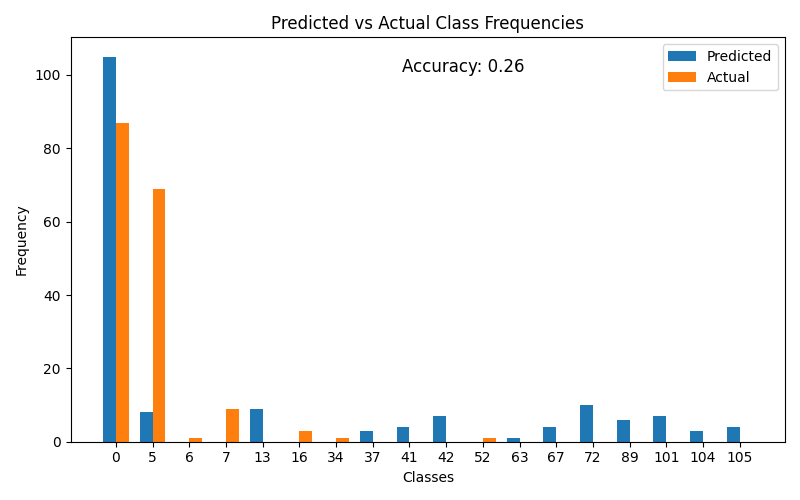 Predicted vs Actual Class Frequencies
Accuracy: 0.26
Predicted
Actual
Frequency
100
80
60
40
20
0
0 5 6 7 13 16 34 37 41 42 52 63 67 72 89 101 104 105
Classes